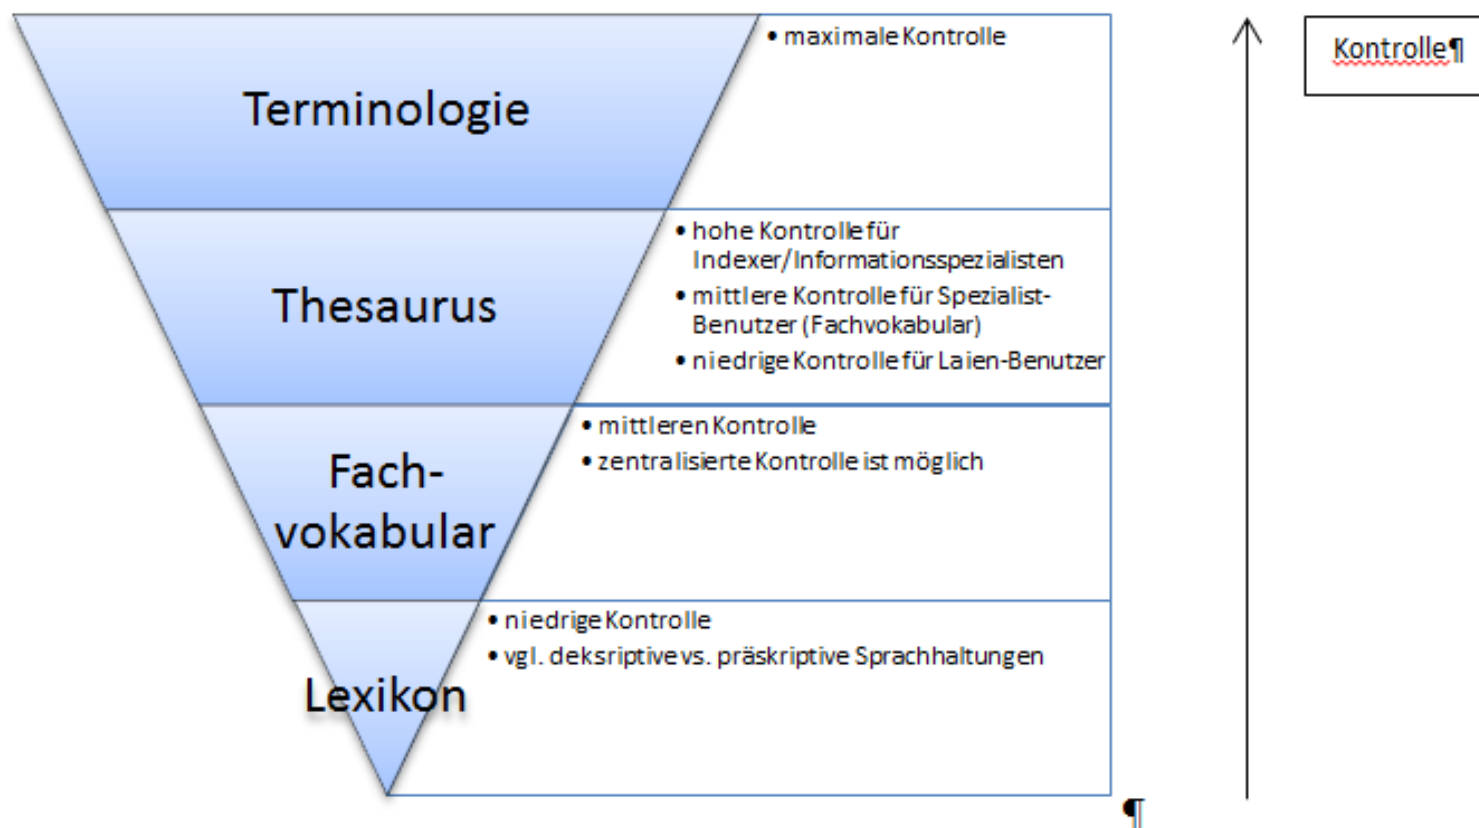 • maximale Kontrolle
Kontrolle¶
Terminologie
• hohe Kontrolle für
Indexer/Informationsspezialisten
• mittlere Kontrolle für Spezialist-
Benutzer (Fachvokabular)
• niedrige Kontrolle für Laien-Benutzer
Thesaurus
• mittleren Kontrolle
• zentralisierte Kontrolle ist möglich
Fach-
vokabular
• niedrige Kontrolle
• vgl. deksriptive vs. präskriptive Sprachhaltungen
Lexikon
¶